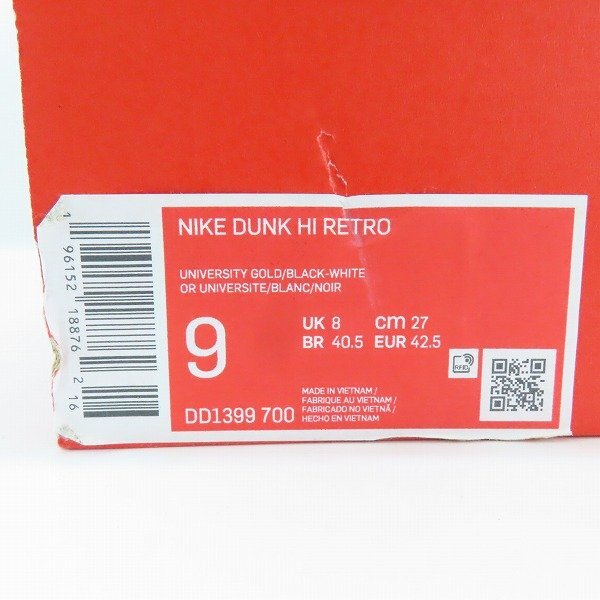 NIKE DUNK HI RETRO
UNIVERSITY GOLD/BLACK-WHITE
OR UNIVERSITE/BLANC/NOIR
9
UK 8 cm 27
BR 40.5 EUR 42.5
RFID
DD1399 700
MADE IN VIETNAM /
FABRIQUE AU VIETNAM /
FABRICADO NO VIETNÃ /
HECHO EN VIETNAM
1 96152 18876 2 16